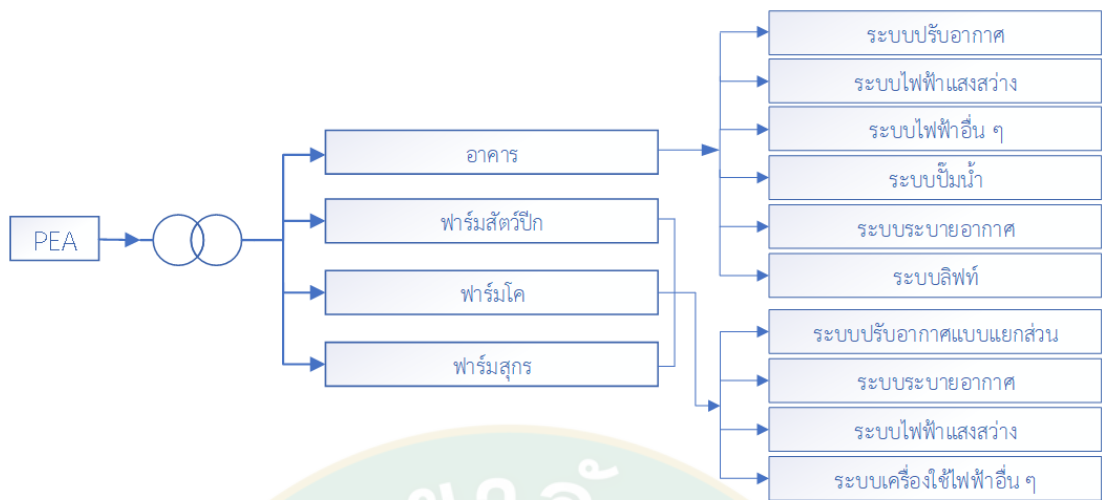 PEA
อาคาร
ฟาร์มสัตว์ปีก
ฟาร์มโค
ฟาร์มสุกร
ระบบปรับอากาศ
ระบบไฟฟ้าแสงสว่าง
ระบบไฟฟ้าอื่น ๆ
ระบบปั๊มน้ำ
ระบบระบายอากาศ
ระบบลิฟท์
ระบบปรับอากาศแบบแยกส่วน
ระบบระบายอากาศ
ระบบไฟฟ้าแสงสว่าง
ระบบเครื่องใช้ไฟฟ้าอื่น ๆ